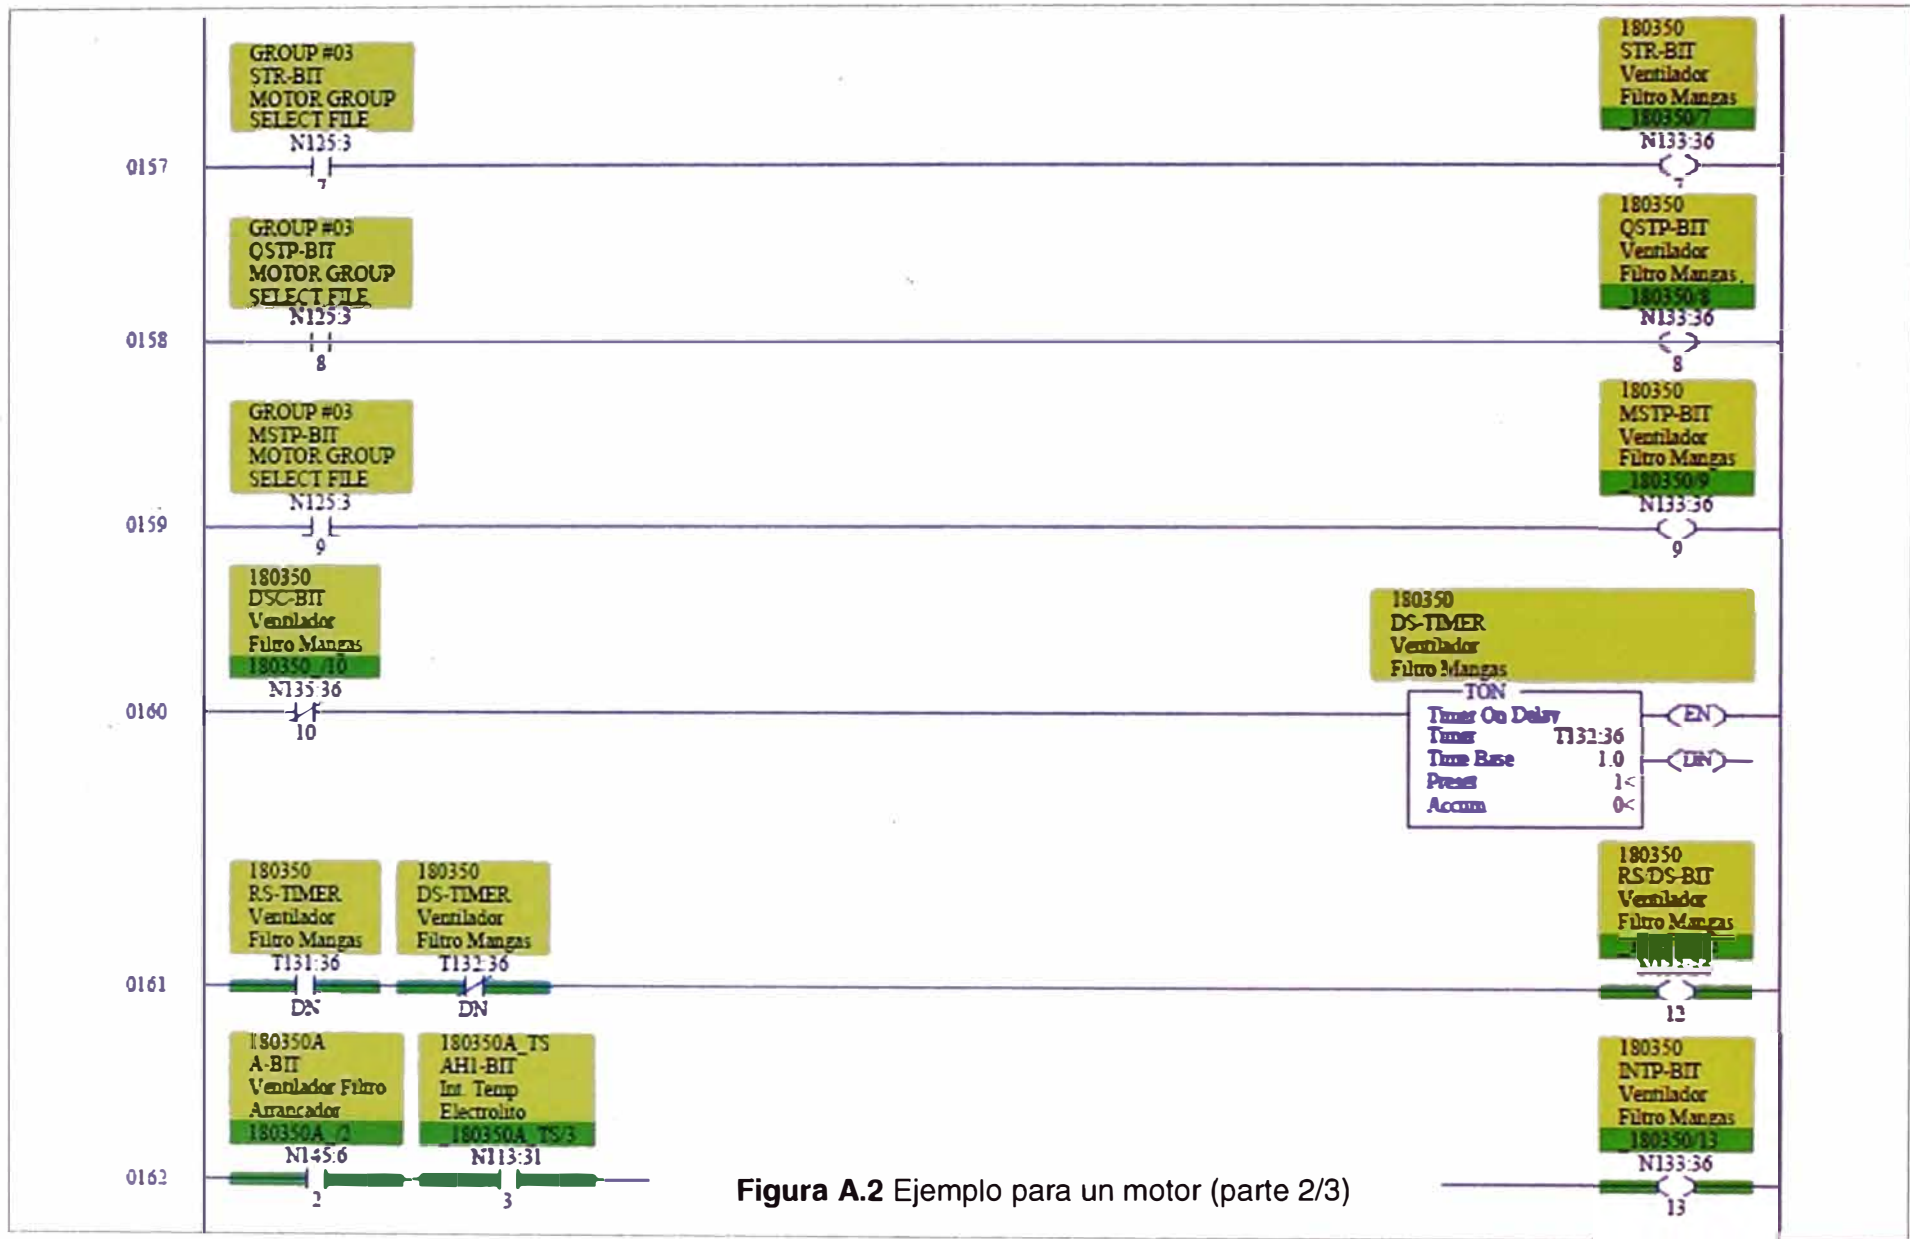 GROUP #03
STR-BIT
MOTOR GROUP
SELECT FILE
N125:3
7
0157
180350
STR-BIT
Ventilador
Filtro Mangas
_180350/7
N133:36
7
GROUP #03
QSTP-BIT
MOTOR GROUP
SELECT FILE
N125:3
8
0158
180350
QSTP-BIT
Ventilador
Filtro Mangas
_180350/8
N133:36
8
GROUP #03
MSTP-BIT
MOTOR GROUP
SELECT FILE
N125:3
9
0159
180350
MSTP-BIT
Ventilador
Filtro Mangas
_180350/9
N133:36
9
180350
DSC-BIT
Ventilador
Filtro Mangas
180350_/10
N135:36
10
0160
180350
DS-TIMER
Ventilador
Filtro Mangas
TON
Timer On Delay
Timer T132:36
Time Base 1.0
Preset 1<
Accum 0<
EN
DN
180350
RS-TIMER
Ventilador
Filtro Mangas
T131:36
DN
180350
DS-TIMER
Ventilador
Filtro Mangas
T132:36
DN
0161
180350
RS/DS-BIT
Ventilador
Filtro Mangas
12
180350A
A-BIT
Ventilador Filtro
Arrancador
180350A_/2
N145:6
2
180350A_TS
AH1-BIT
Int. Temp
Electrolito
_180350A_TS/3
N113:31
3
0162
180350
INTP-BIT
Ventilador
Filtro Mangas
_180350/13
N133:36
13
Figura A.2 Ejemplo para un motor (parte 2/3)